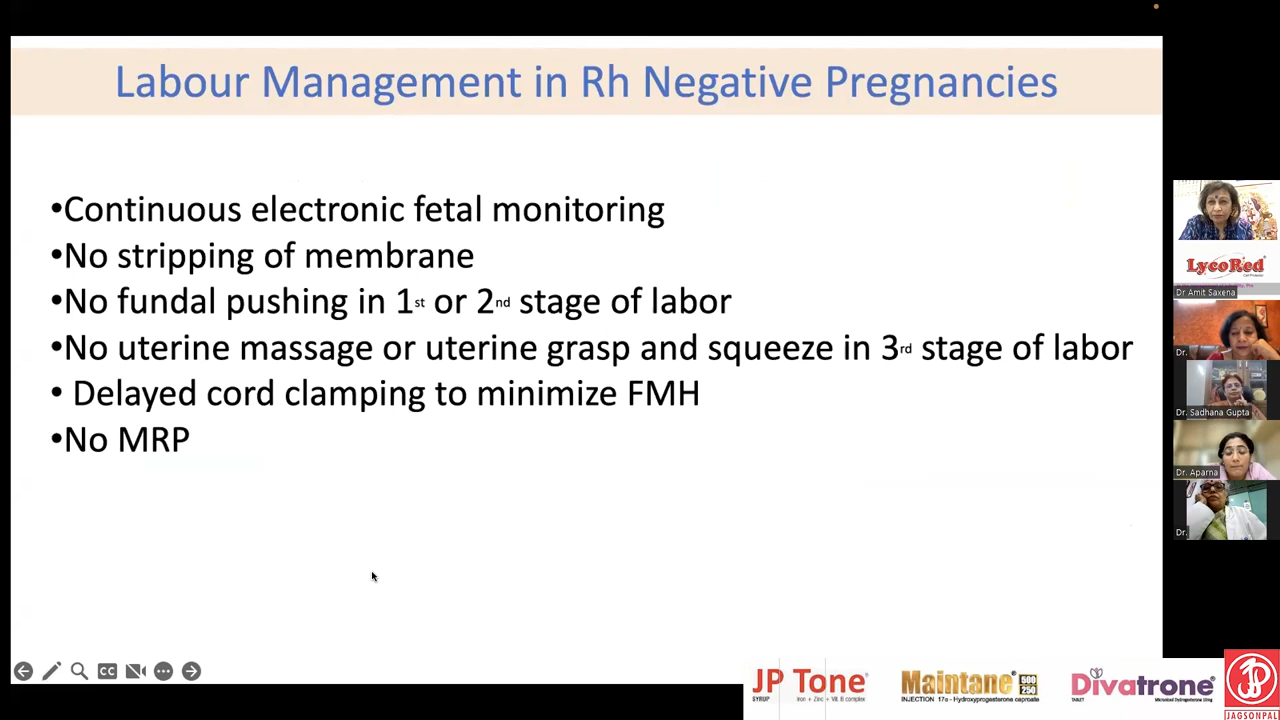 Labour Management in Rh Negative Pregnancies
•Continuous electronic fetal monitoring
•No stripping of membrane
•No fundal pushing in 1st or 2nd stage of labor
•No uterine massage or uterine grasp and squeeze in 3rd stage of labor
• Delayed cord clamping to minimize FMH
•No MRP
LycoRed
Dr Amit Saxena
Dr.
Dr. Sadhana Gupta
Dr. Aparna
Dr.
CC
JP Tone
SYRUP Iron + Zinc + Vit. B complex
Maintane 500 250
INJECTION 17α - Hydroxyprogesterone caproate
Divatrone
TABLET Micronised Dydrogesterone 10mg
JAGSONPAL